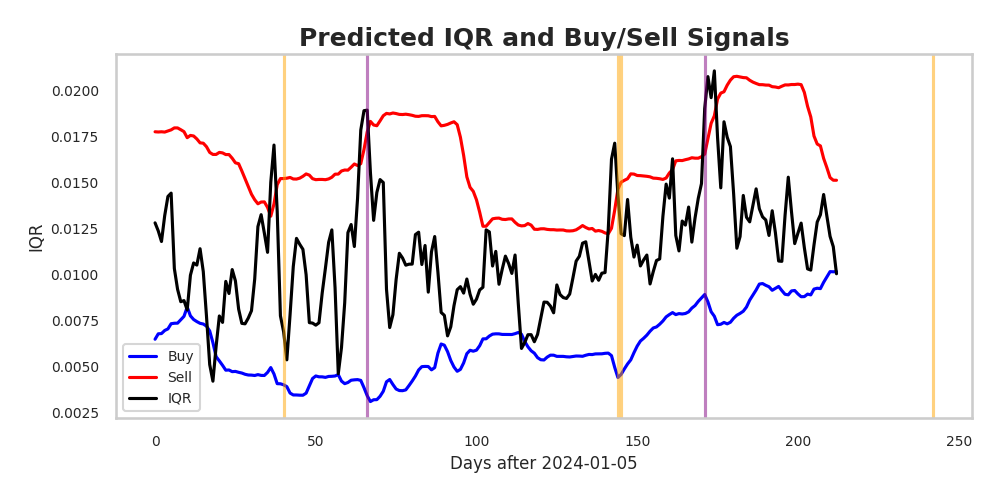 Predicted IQR and Buy/Sell Signals
IQR
0.0200
0.0175
0.0150
0.0125
0.0100
0.0075
0.0050
0.0025
Buy
Sell
IQR
0 50 100 150 200 250
Days after 2024-01-05